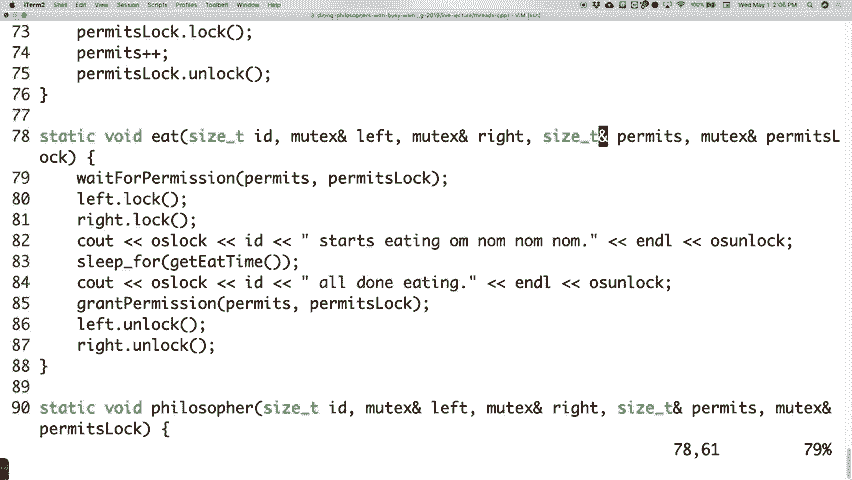 iTerm2 Shell Edit View Session Scripts Profiles Toolbelt Window Help
Wed May 1 2:06 PM
73 permitsLock.lock();
74 permits++;
75 permitsLock.unlock();
76 }
77
78 static void eat(size_t id, mutex& left, mutex& right, size_t& permits, mutex& permitsL
ock) {
79 waitForPermission(permits, permitsLock);
80 left.lock();
81 right.lock();
82 cout << oslock << id << " starts eating om nom nom nom." << endl << osunlock;
83 sleep_for(getEatTime());
84 cout << oslock << id << " all done eating." << endl << osunlock;
85 grantPermission(permits, permitsLock);
86 left.unlock();
87 right.unlock();
88 }
89
90 static void philosopher(size_t id, mutex& left, mutex& right, size_t& permits, mutex&
permitsLock) {
78,61 79%